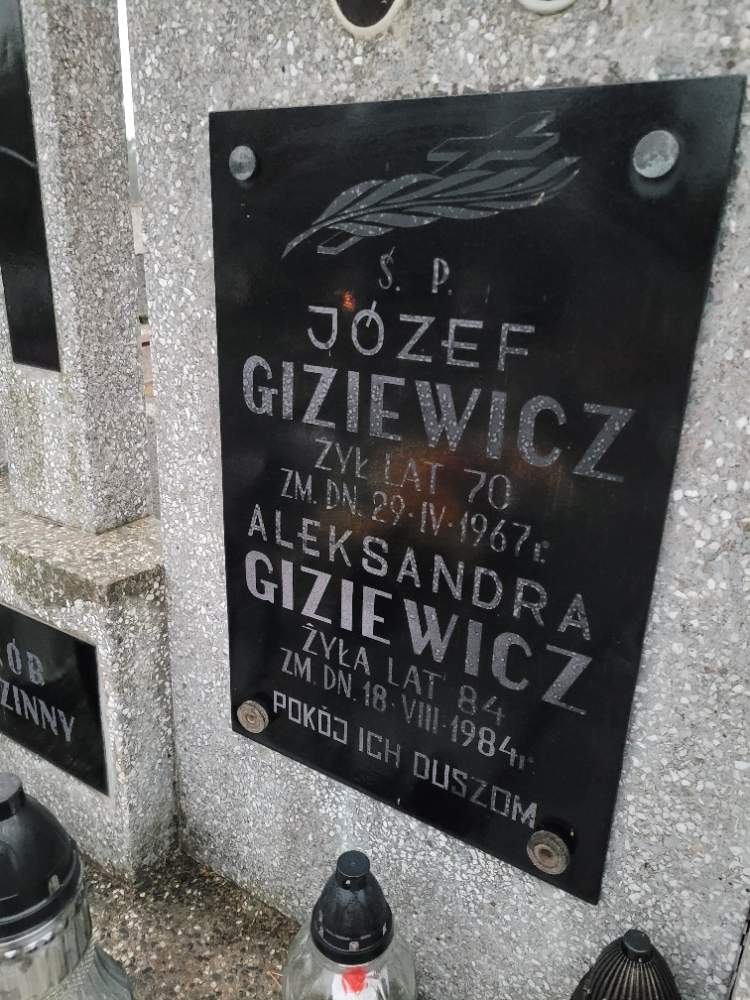 Ś. P.
JÓZEF
GIZIEWICZ
ŻYŁ LAT 70
ZM. DN. 29·IV·1967r.
ALEKSANDRA
GIZIEWICZ
ŻYŁA LAT 84
ZM. DN. 18·VIII·1984r.
POKÓJ ICH DUSZOM